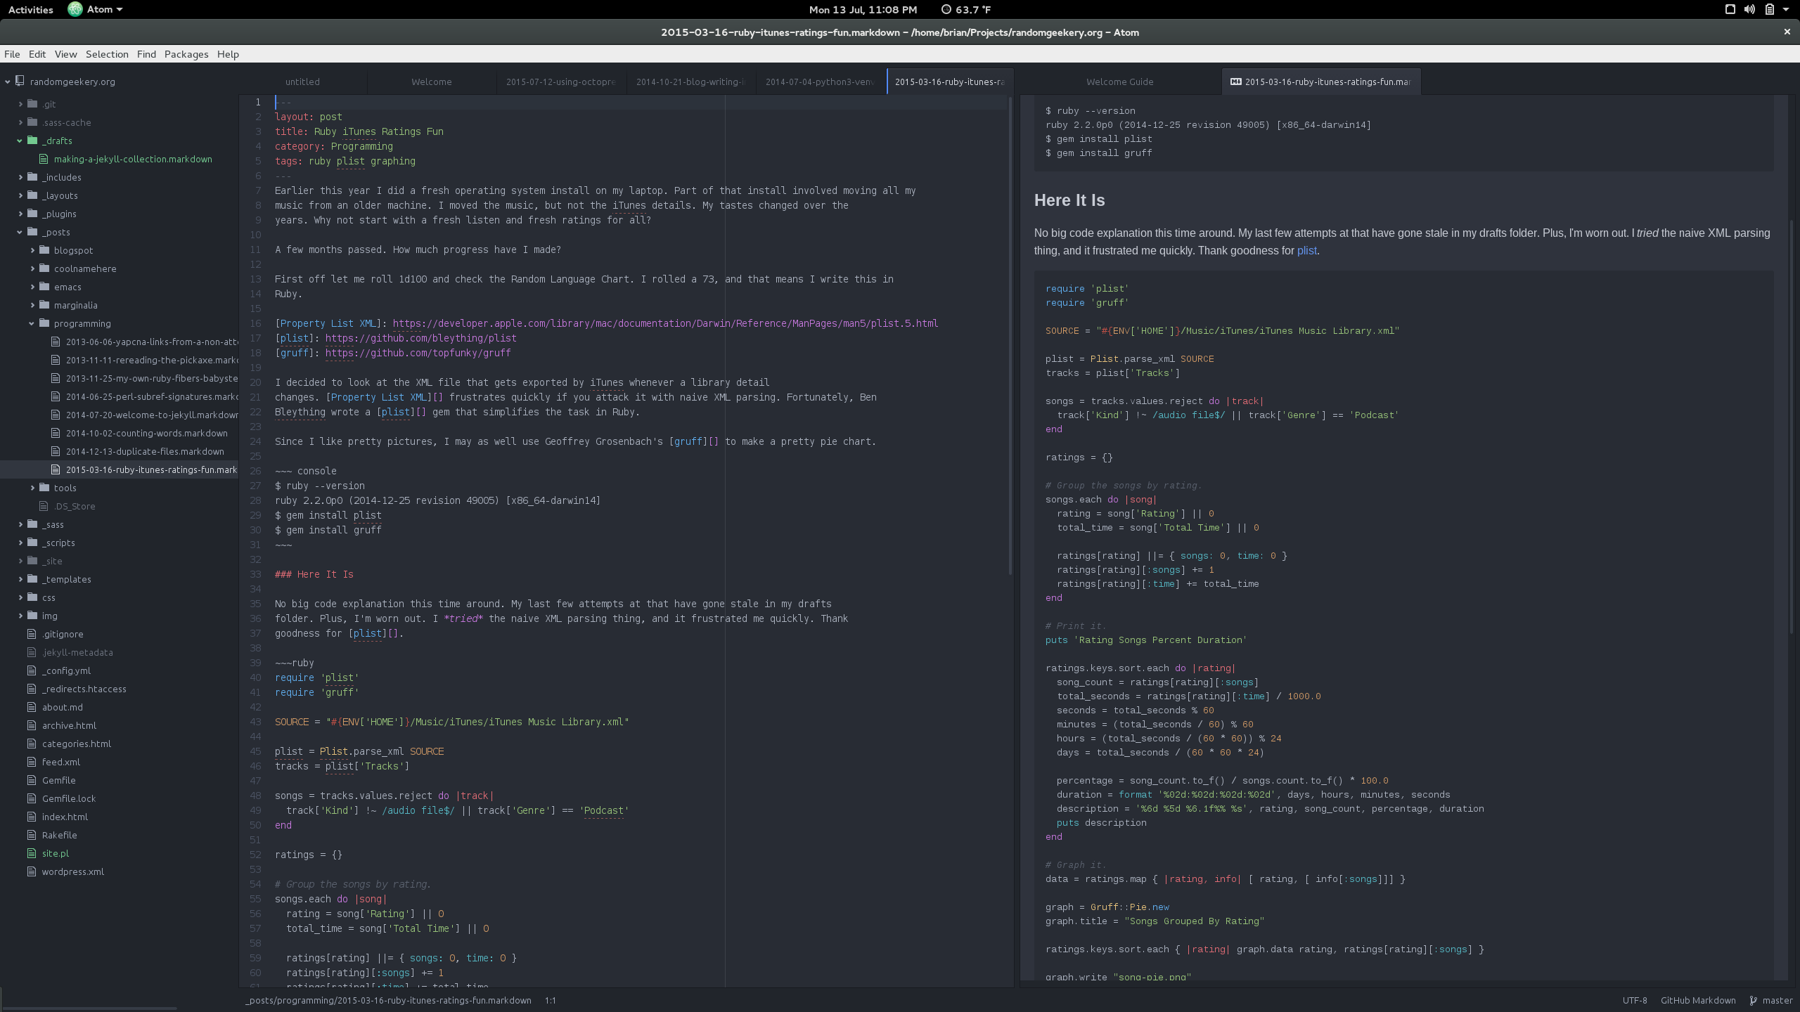 Activities
Atom
Mon 13 Jul, 11:08 PM
63.7 °F
2015-03-16-ruby-itunes-ratings-fun.markdown – /home/brian/Projects/randomgeekery.org – Atom
File Edit View Selection Find Packages Help
randomgeekery.org
.git
.sass-cache
_drafts
making-a-jekyll-collection.markdown
_includes
_layouts
_plugins
_posts
blogspot
coolnamehere
emacs
marginalia
programming
2013-06-06-yapcna-links-from-a-non-atte
2013-11-11-rereading-the-pickaxe.markd
2013-11-25-my-own-ruby-fibers-babyste
2014-06-25-perl-subref-signatures.markd
2014-07-20-welcome-to-jekyll.markdown
2014-10-02-counting-words.markdown
2014-12-13-duplicate-files.markdown
2015-03-16-ruby-itunes-ratings-fun.mark
tools
.DS_Store
_sass
_scripts
_site
_templates
css
img
.gitignore
.jekyll-metadata
_config.yml
_redirects.htaccess
about.md
archive.html
categories.html
feed.xml
Gemfile
Gemfile.lock
index.html
Rakefile
site.pl
wordpress.xml
untitled
Welcome
2015-07-12-using-octopre
2014-10-21-blog-writing-i
2014-07-04-python3-venv
2015-03-16-ruby-itunes-ra
1 ---
2 layout: post
3 title: Ruby iTunes Ratings Fun
4 category: Programming
5 tags: ruby plist graphing
6 ---
7 Earlier this year I did a fresh operating system install on my laptop. Part of that install involved moving all my
8 music from an older machine. I moved the music, but not the iTunes details. My tastes changed over the
9 years. Why not start with a fresh listen and fresh ratings for all?
10
11 A few months passed. How much progress have I made?
12
13 First off let me roll 1d100 and check the Random Language Chart. I rolled a 73, and that means I write this in
14 Ruby.
15
16 [Property List XML]: https://developer.apple.com/library/mac/documentation/Darwin/Reference/ManPages/man5/plist.5.html
17 [plist]: https://github.com/bleything/plist
18 [gruff]: https://github.com/topfunky/gruff
19
20 I decided to look at the XML file that gets exported by iTunes whenever a library detail
21 changes. [Property List XML][] frustrates quickly if you attack it with naive XML parsing. Fortunately, Ben
22 Bleything wrote a [plist][] gem that simplifies the task in Ruby.
23
24 Since I like pretty pictures, I may as well use Geoffrey Grosenbach's [gruff][] to make a pretty pie chart.
25
26 ~~~ console
27 $ ruby --version
28 ruby 2.2.0p0 (2014-12-25 revision 49005) [x86_64-darwin14]
29 $ gem install plist
30 $ gem install gruff
31 ~~~
32
33 ### Here It Is
34
35 No big code explanation this time around. My last few attempts at that have gone stale in my drafts
36 folder. Plus, I'm worn out. I *tried* the naive XML parsing thing, and it frustrated me quickly. Thank
37 goodness for [plist][].
38
39 ~~~ruby
40 require 'plist'
41 require 'gruff'
42
43 SOURCE = "#{ENV['HOME']}/Music/iTunes/iTunes Music Library.xml"
44
45 plist = Plist.parse_xml SOURCE
46 tracks = plist['Tracks']
47
48 songs = tracks.values.reject do |track|
49 track['Kind'] !~ /audio file$/ || track['Genre'] == 'Podcast'
50 end
51
52 ratings = {}
53
54 # Group the songs by rating.
55 songs.each do |song|
56 rating = song['Rating'] || 0
57 total_time = song['Total Time'] || 0
58
59 ratings[rating] ||= { songs: 0, time: 0 }
60 ratings[rating][:songs] += 1
61 ratings[rating][:time] += total_time
Welcome Guide
2015-03-16-ruby-itunes-ratings-fun.ma
$ ruby --version
ruby 2.2.0p0 (2014-12-25 revision 49005) [x86_64-darwin14]
$ gem install plist
$ gem install gruff
Here It Is
No big code explanation this time around. My last few attempts at that have gone stale in my drafts folder. Plus, I'm worn out. I tried the naive XML parsing
thing, and it frustrated me quickly. Thank goodness for plist.
require 'plist'
require 'gruff'
SOURCE = "#{ENV['HOME']}/Music/iTunes/iTunes Music Library.xml"
plist = Plist.parse_xml SOURCE
tracks = plist['Tracks']
songs = tracks.values.reject do |track|
track['Kind'] !~ /audio file$/ || track['Genre'] == 'Podcast'
end
ratings = {}
# Group the songs by rating.
songs.each do |song|
rating = song['Rating'] || 0
total_time = song['Total Time'] || 0
ratings[rating] ||= { songs: 0, time: 0 }
ratings[rating][:songs] += 1
ratings[rating][:time] += total_time
end
# Print it.
puts 'Rating Songs Percent Duration'
ratings.keys.sort.each do |rating|
song_count = ratings[rating][:songs]
total_seconds = ratings[rating][:time] / 1000.0
seconds = total_seconds % 60
minutes = (total_seconds / 60) % 60
hours = (total_seconds / (60 * 60)) % 24
days = total_seconds / (60 * 60 * 24)
percentage = song_count.to_f() / songs.count.to_f() * 100.0
duration = format '%02d:%02d:%02d:%02d', days, hours, minutes, seconds
description = '%6d %5d %6.1f%% %s', rating, song_count, percentage, duration
puts description
end
# Graph it.
data = ratings.map { |rating, info| [ rating, [ info[:songs]]] }
graph = Gruff::Pie.new
graph.title = "Songs Grouped By Rating"
ratings.keys.sort.each { |rating| graph.data rating, ratings[rating][:songs] }
graph.write "song-pie.png"
_posts/programming/2015-03-16-ruby-itunes-ratings-fun.markdown 1:1
UTF-8 GitHub Markdown master